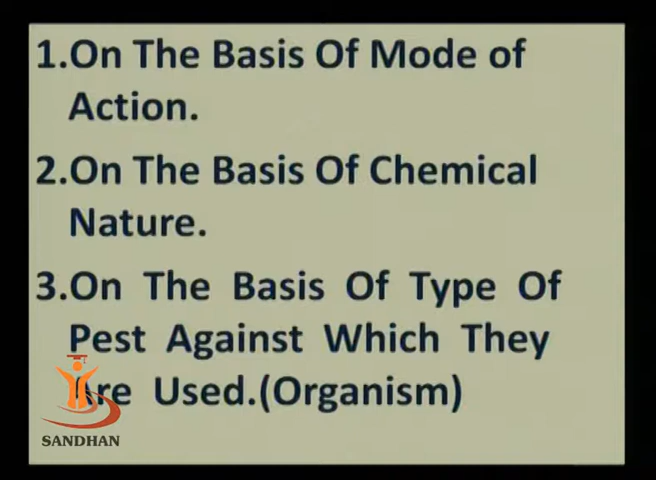 1.On The Basis Of Mode of
Action.
2.On The Basis Of Chemical
Nature.
3.On The Basis Of Type Of
Pest Against Which They
Are Used.(Organism)
SANDHAN